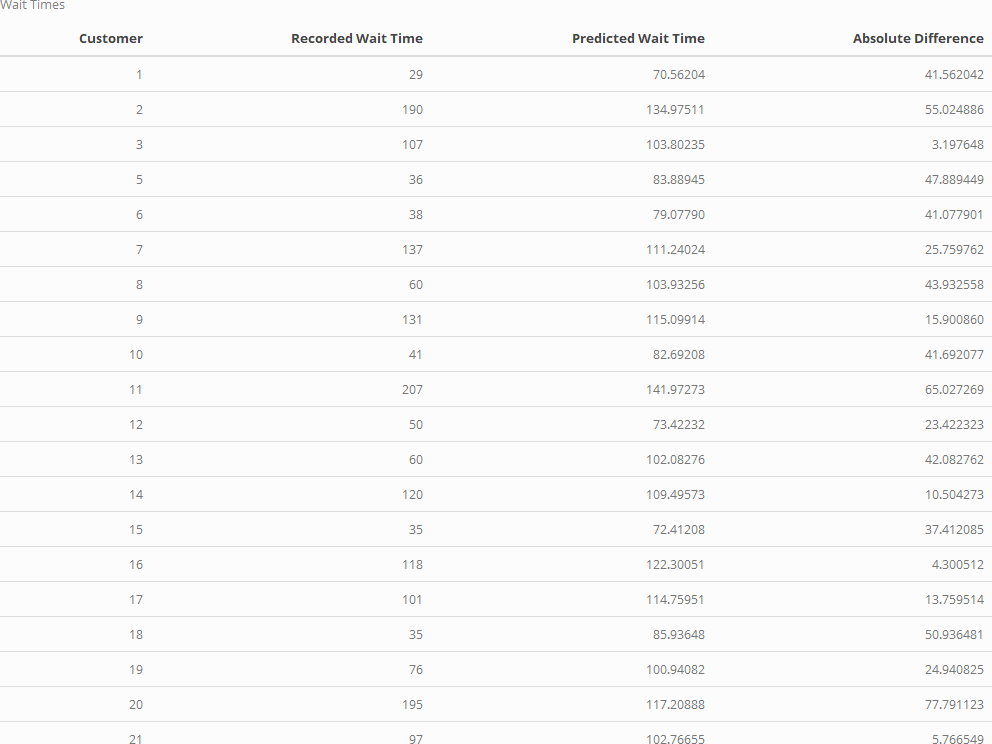 Wait Times
Customer Recorded Wait Time Predicted Wait Time Absolute Difference
1 29 70.56204 41.562042
2 190 134.97511 55.024886
3 107 103.80235 3.197648
5 36 83.88945 47.889449
6 38 79.07790 41.077901
7 137 111.24024 25.759762
8 60 103.93256 43.932558
9 131 115.09914 15.900860
10 41 82.69208 41.692077
11 207 141.97273 65.027269
12 50 73.42232 23.422323
13 60 102.08276 42.082762
14 120 109.49573 10.504273
15 35 72.41208 37.412085
16 118 122.30051 4.300512
17 101 114.75951 13.759514
18 35 85.93648 50.936481
19 76 100.94082 24.940825
20 195 117.20888 77.791123
21 97 102.76655 5.766549